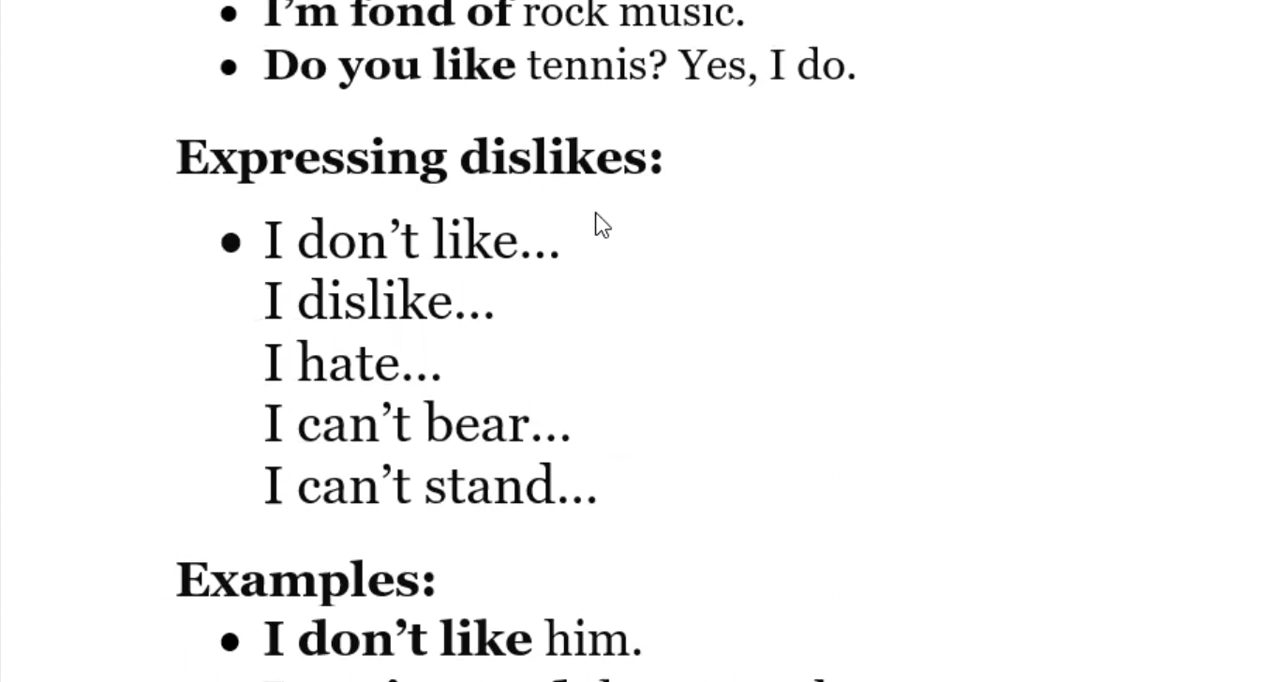 • I'm fond of rock music.
• Do you like tennis? Yes, I do.
Expressing dislikes:
• I don't like...
I dislike...
I hate...
I can't bear...
I can't stand...
Examples:
• I don't like him.